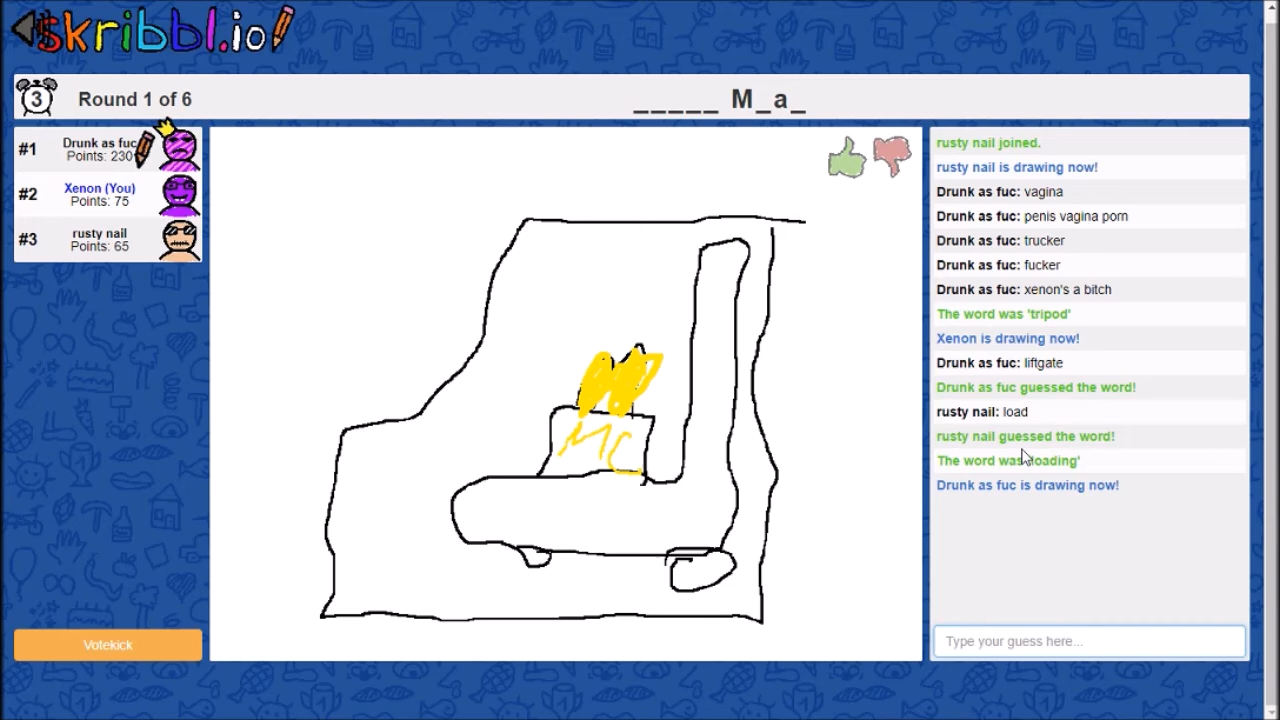 skribbl.io
3
Round 1 of 6
_____ M_a_
#1
Drunk as fuc
Points: 230
#2
Xenon (You)
Points: 75
#3
rusty nail
Points: 65
MC
rusty nail joined.
rusty nail is drawing now!
Drunk as fuc: vagina
Drunk as fuc: penis vagina porn
Drunk as fuc: trucker
Drunk as fuc: fucker
Drunk as fuc: xenon's a bitch
The word was 'tripod'
Xenon is drawing now!
Drunk as fuc: liftgate
Drunk as fuc guessed the word!
rusty nail: load
rusty nail guessed the word!
The word was 'loading'
Drunk as fuc is drawing now!
Type your guess here...
Votekick